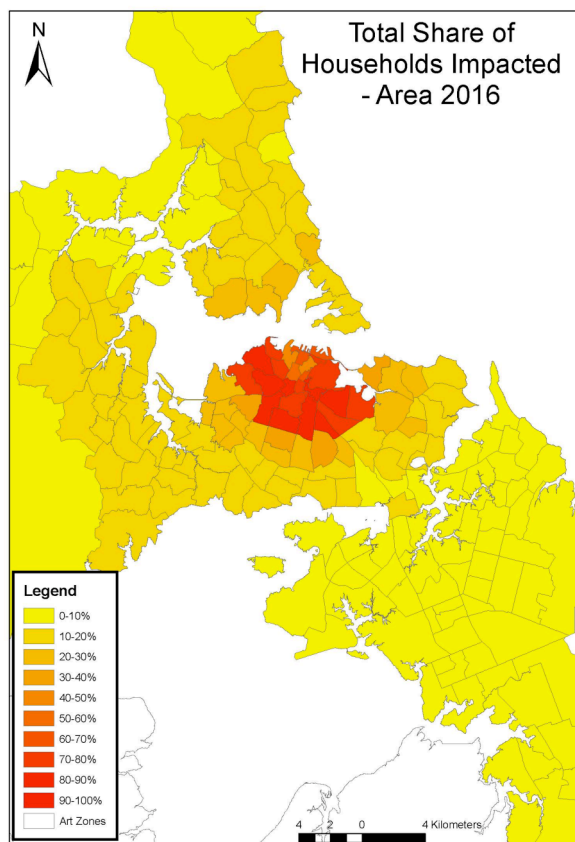 Total Share of
Households Impacted
- Area 2016
N
Legend
0-10%
10-20%
20-30%
30-40%
40-50%
50-60%
60-70%
70-80%
80-90%
90-100%
Art Zones
4 2 0 4 Kilometers